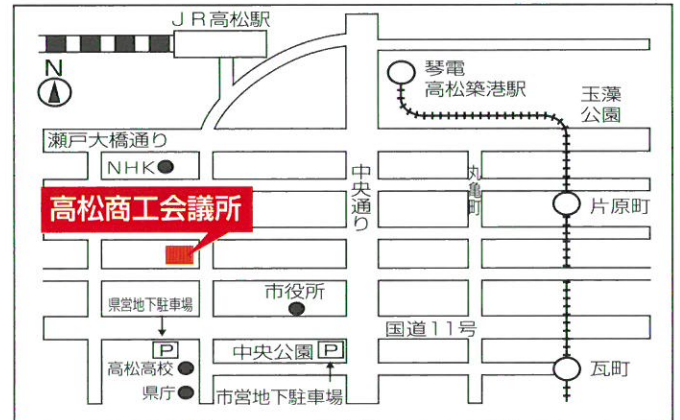 JR高松駅
N
琴電
高松築港駅
玉藻
公園
瀬戸大橋通り
NHK
中央通り
丸亀町
高松商工会議所
片原町
県営地下駐車場
市役所
国道11号
P
中央公園 P
高松高校
県庁
市営地下駐車場
瓦町